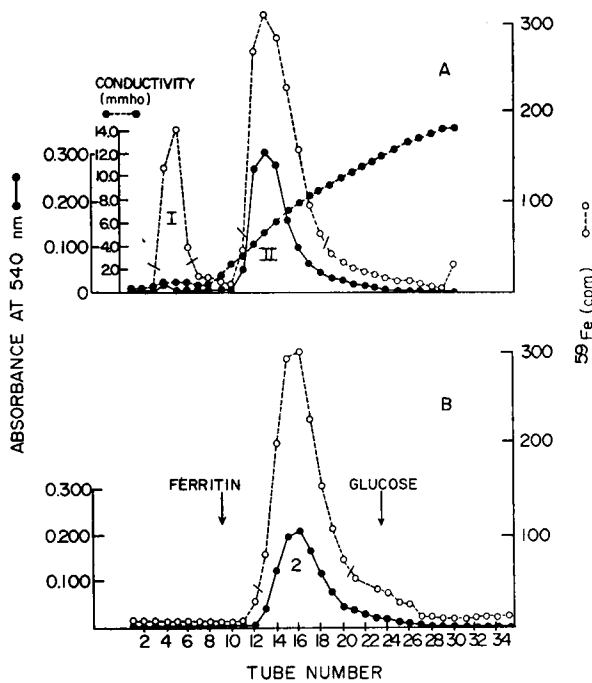 A
CONDUCTIVITY
(mmho)
14.0
12.0
10.0
8.0
6.0
4.0
2.0
0.300
0.200
0.100
0
I
II
300
200
100
ABSORBANCE AT 540 nm
59Fe (cpm)
B
FERRITIN
GLUCOSE
2
0.300
0.200
0.100
300
200
100
2 4 6 8 10 12 14 16 18 20 22 24 26 28 30 32 34
TUBE NUMBER